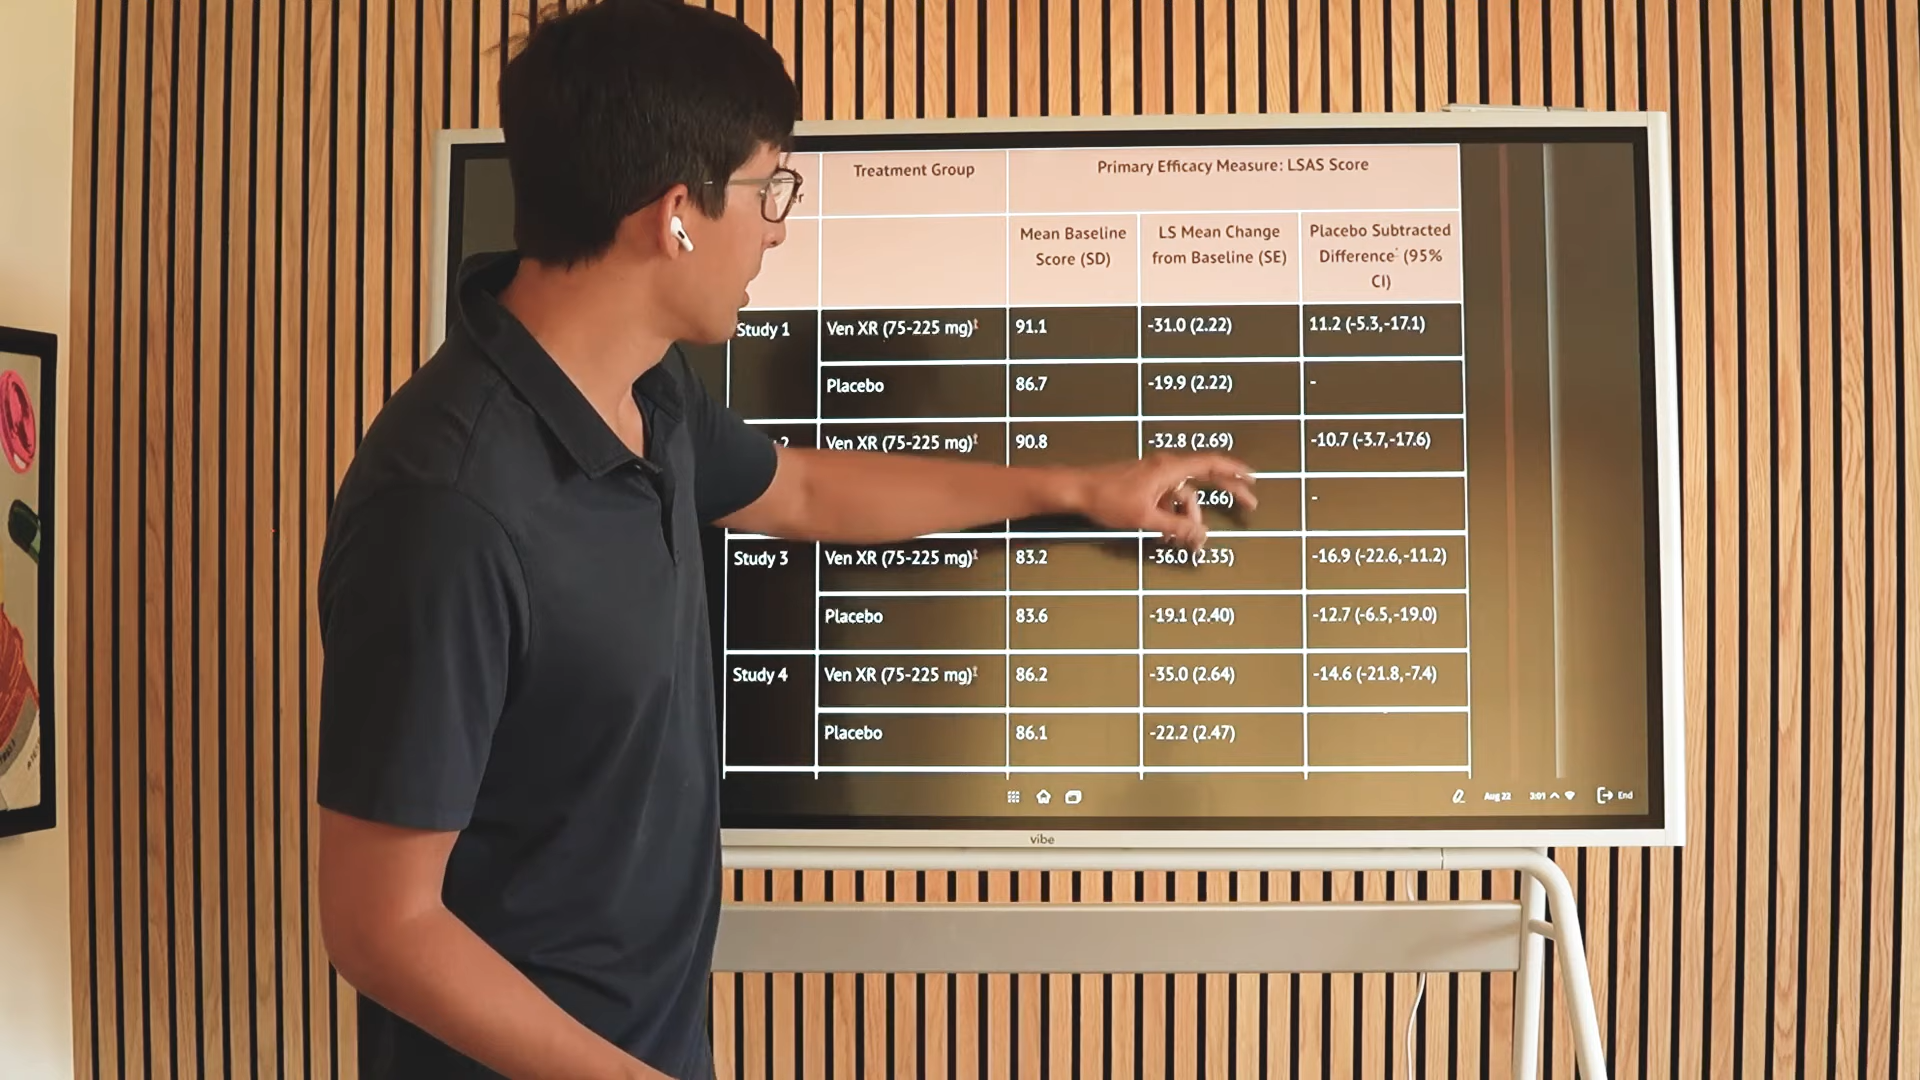 Treatment Group
Primary Efficacy Measure: LSAS Score
Mean Baseline
Score (SD)
LS Mean Change
from Baseline (SE)
Placebo Subtracted
Difference (95%
CI)
Study 1
Ven XR (75-225 mg)‡
91.1
-31.0 (2.22)
11.2 (-5.3,-17.1)
Placebo
86.7
-19.9 (2.22)
-
2
Ven XR (75-225 mg)‡
90.8
-32.8 (2.69)
-10.7 (-3.7,-17.6)
2.66)
-
Study 3
Ven XR (75-225 mg)‡
83.2
-36.0 (2.35)
-16.9 (-22.6,-11.2)
Placebo
83.6
-19.1 (2.40)
-12.7 (-6.5,-19.0)
Study 4
Ven XR (75-225 mg)‡
86.2
-35.0 (2.64)
-14.6 (-21.8,-7.4)
Placebo
86.1
-22.2 (2.47)
Aug 22
3:01
End
vibe